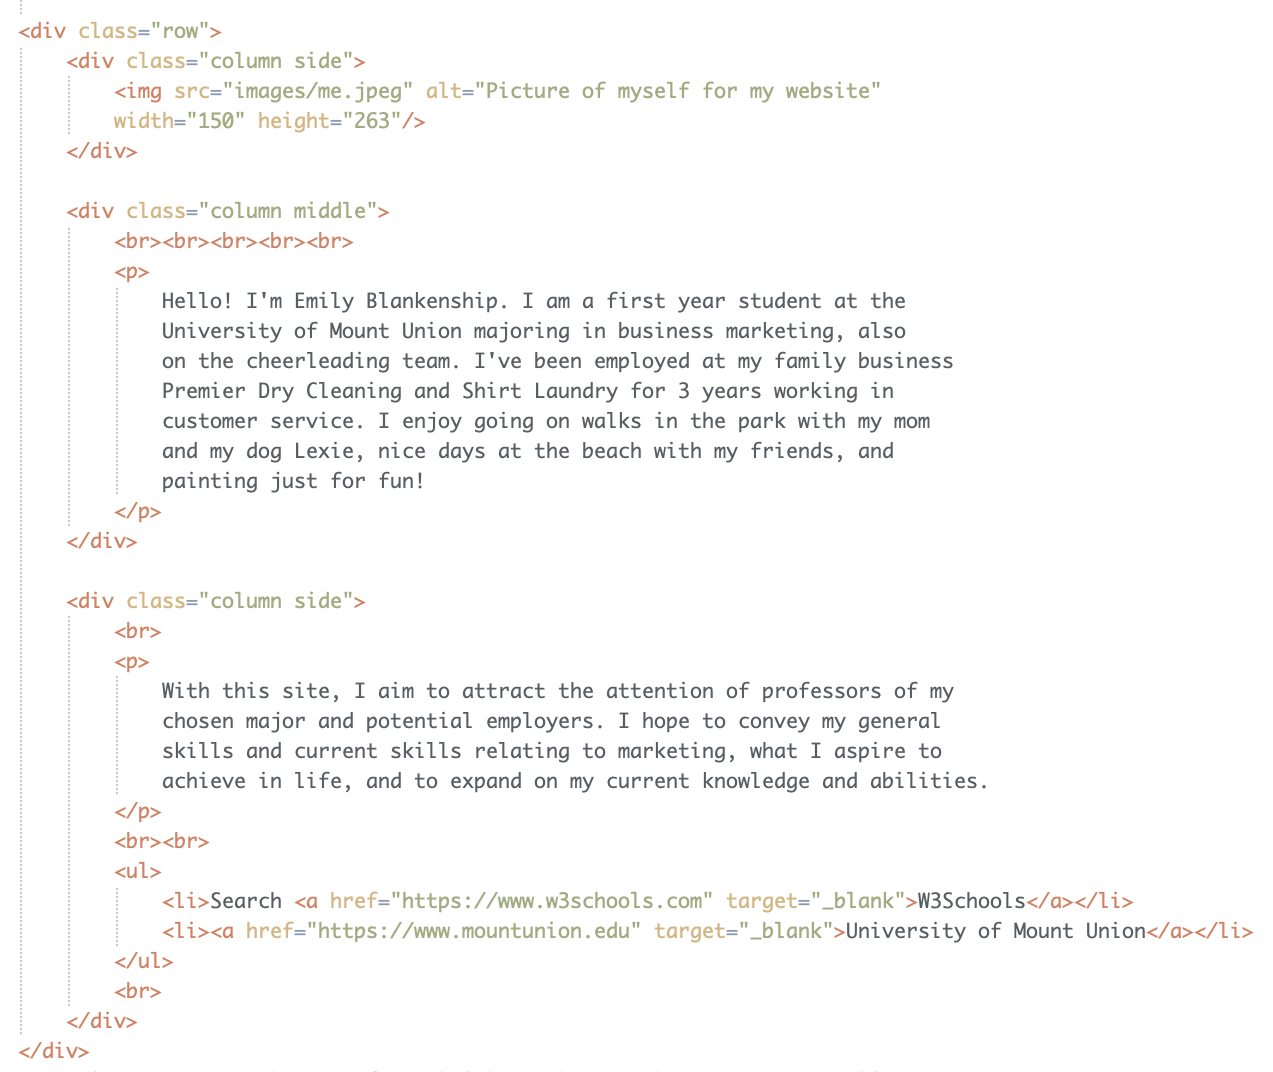 <div class="row">
<div class="column side">
<img src="images/me.jpeg" alt="Picture of myself for my website"
width="150" height="263"/>
</div>
<div class="column middle">
<br><br><br><br><br>
<p>
Hello! I'm Emily Blankenship. I am a first year student at the
University of Mount Union majoring in business marketing, also
on the cheerleading team. I've been employed at my family business
Premier Dry Cleaning and Shirt Laundry for 3 years working in
customer service. I enjoy going on walks in the park with my mom
and my dog Lexie, nice days at the beach with my friends, and
painting just for fun!
</p>
</div>
<div class="column side">
<br>
<p>
With this site, I aim to attract the attention of professors of my
chosen major and potential employers. I hope to convey my general
skills and current skills relating to marketing, what I aspire to
achieve in life, and to expand on my current knowledge and abilities.
</p>
<br><br>
<ul>
<li>Search <a href="https://www.w3schools.com" target="_blank">W3Schools</a></li>
<li><a href="https://www.mountunion.edu" target="_blank">University of Mount Union</a></li>
</ul>
<br>
</div>
</div>